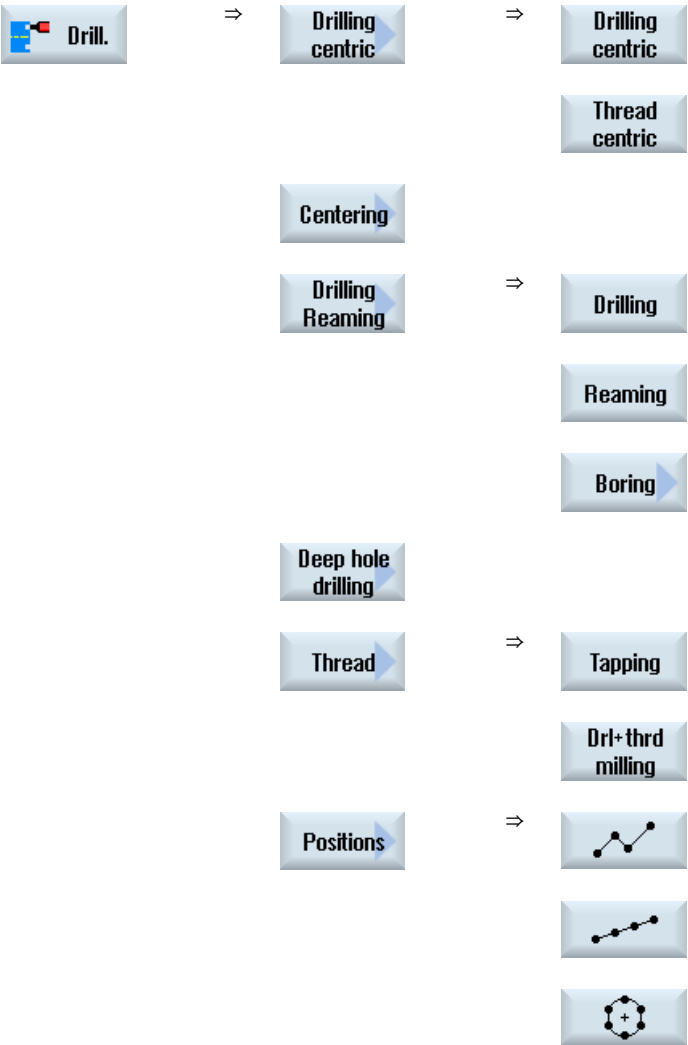 Drill.
⇒
Drilling
centric
⇒
Drilling
centric
Thread
centric
Centering
Drilling
Reaming
⇒
Drilling
Reaming
Boring
Deep hole
drilling
Thread
⇒
Tapping
Drl+thrd
milling
Positions
⇒